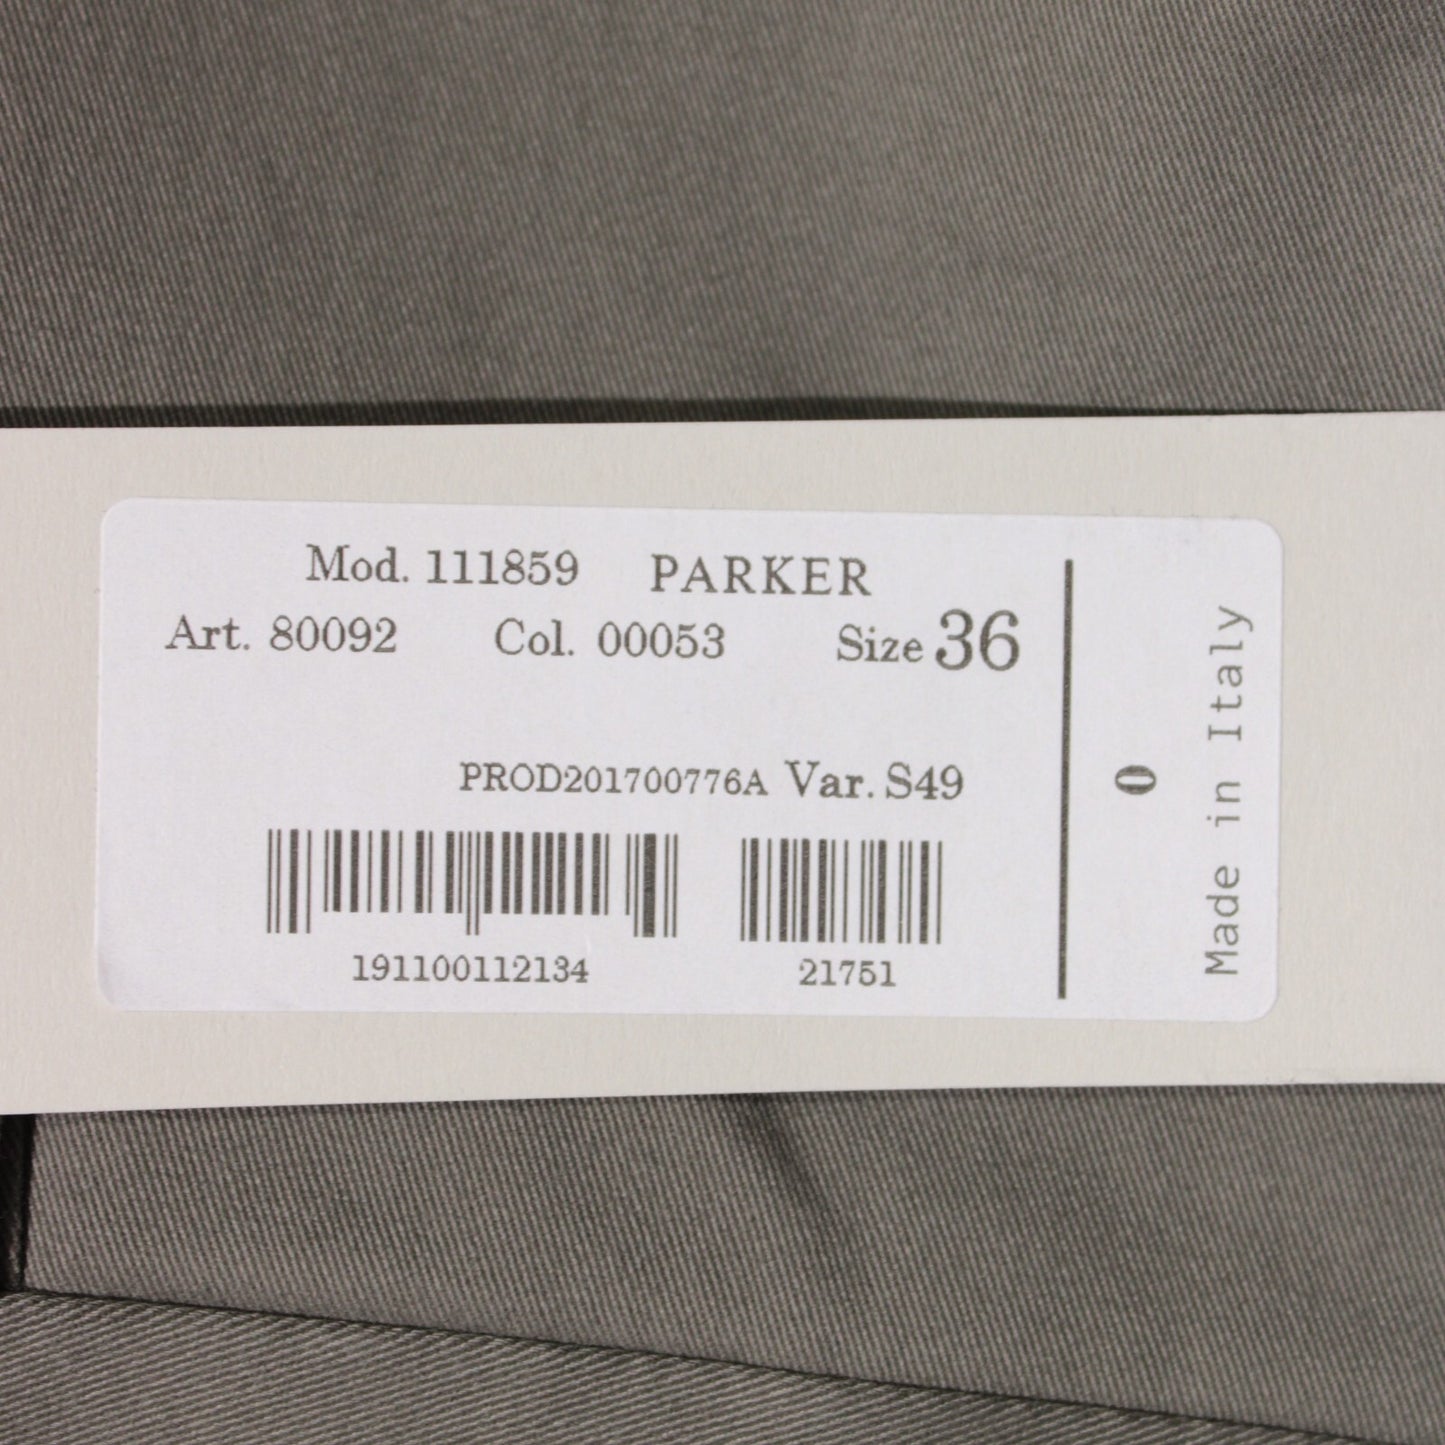 Mod. 111859 PARKER
Art. 80092 Col. 00053 Size 36
PROD201700776A Var. S49
191100112134 21751
0
Made in Italy